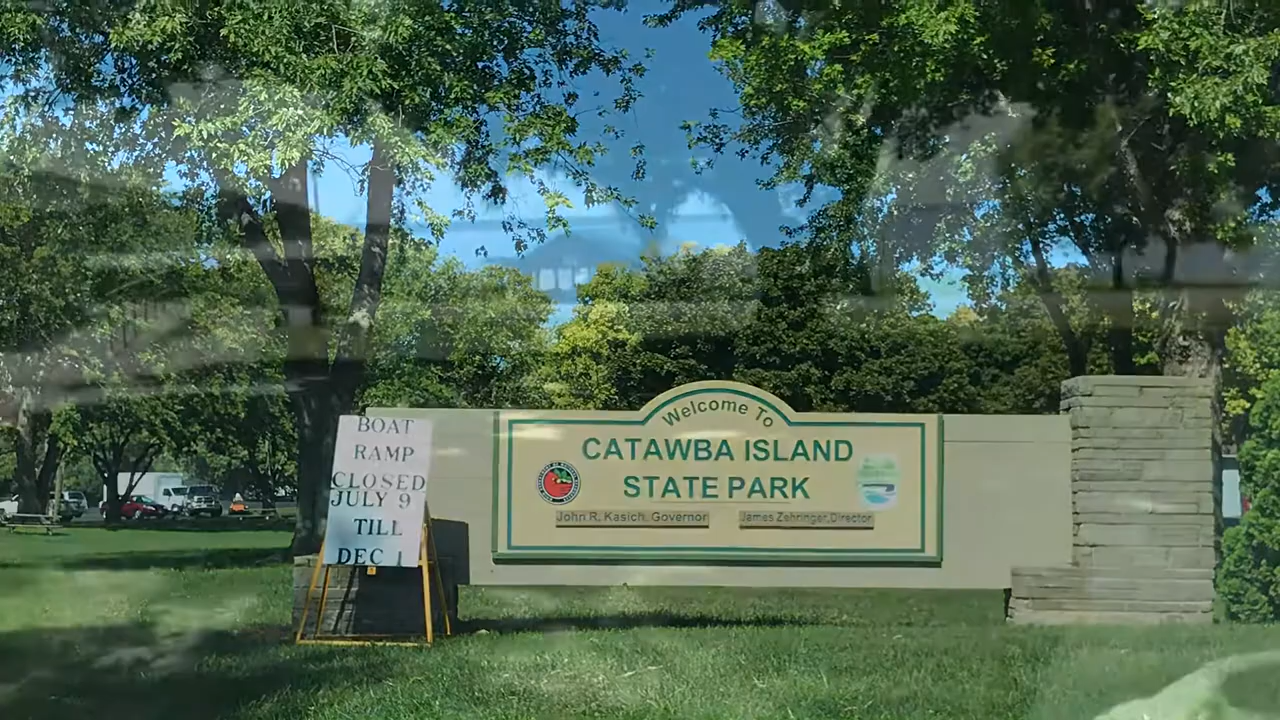 BOAT
RAMP
CLOSED
JULY 9
TILL
DEC 1
Welcome To
CATAWBA ISLAND
STATE PARK
John R. Kasich, Governor
James Zehringer, Director